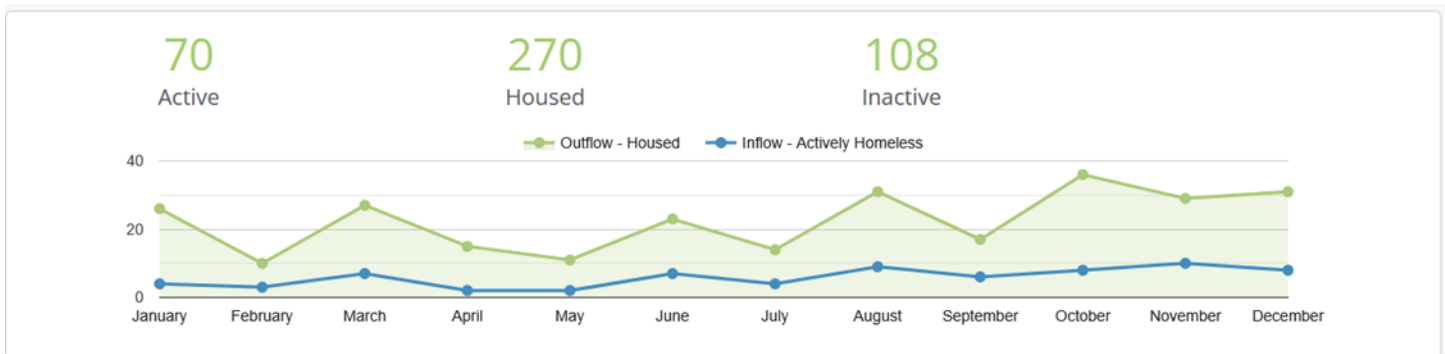 70 270 108
Active Housed Inactive
Outflow - Housed Inflow - Actively Homeless
40
20
0
January February March April May June July August September October November December